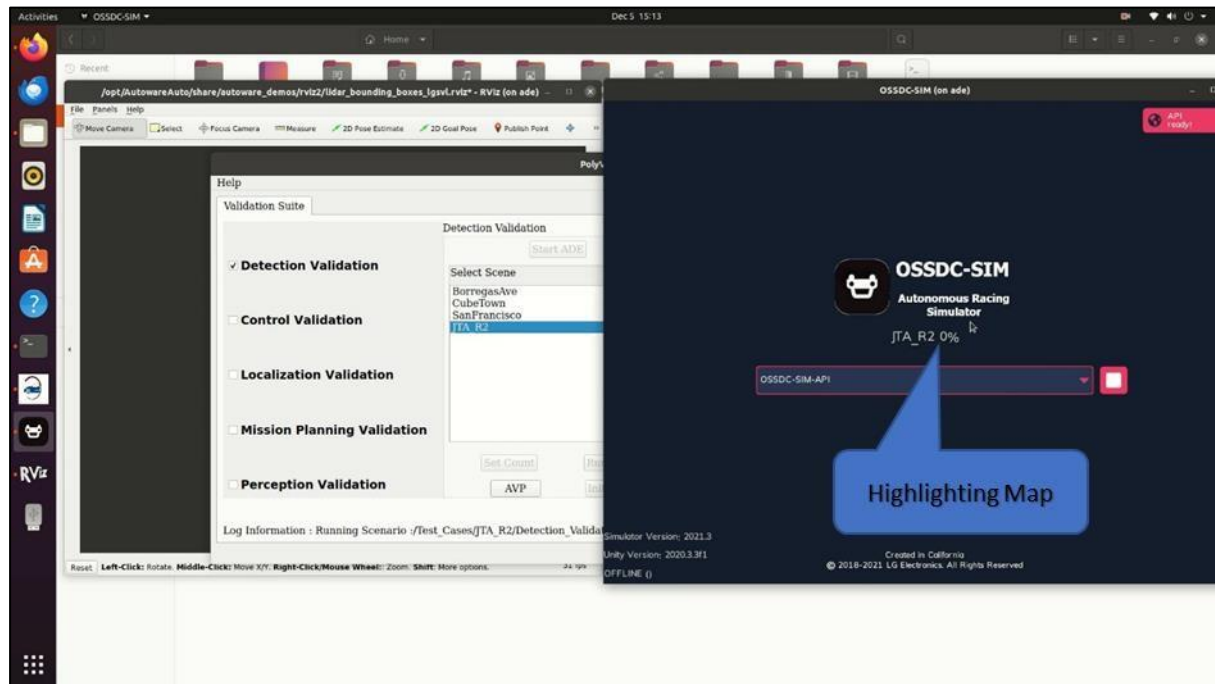 Activities
OSSDC-SIM
Dec 5 15:13
Home
Recent
/opt/AutowareAuto/share/autoware_demos/rviz2/lidar_bounding_boxes_lgsvl.rviz* - RViz (on ade)
File Panels Help
Move Camera Select Focus Camera Measure 2D Pose Estimate 2D Goal Pose Publish Point
Help
Validation Suite
Detection Validation
Start ADE
Detection Validation
Select Scene
BorregasAve
CubeTown
SanFrancisco
JTA_R2
Control Validation
Localization Validation
Mission Planning Validation
Set Count
Perception Validation
AVP
Log Information : Running Scenario :/Test_Cases/JTA_R2/Detection_Valida
Reset Left-Click: Rotate. Middle-Click: Move X/Y. Right-Click/Mouse Wheel:: Zoom. Shift: More options.
31 fps
RViz
OSSDC-SIM (on ade)
API
ready!
OSSDC-SIM
Autonomous Racing
Simulator
JTA_R2 0%
OSSDC-SIM-API
Highlighting Map
Simulator Version: 2021.3
Unity Version: 2020.3.3f1
OFFLINE ()
Created in California
© 2018-2021 LG Electronics. All Rights Reserved